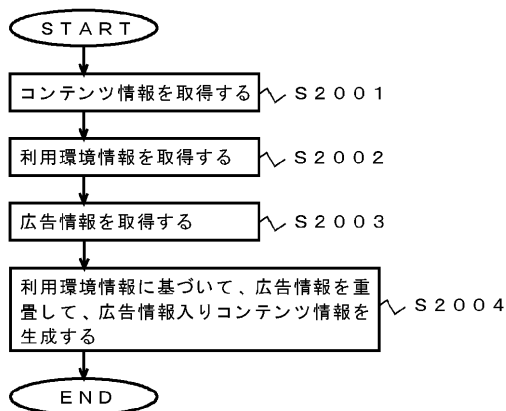 ＳＴＡＲＴ
コンテンツ情報を取得する
Ｓ２００１
利用環境情報を取得する
Ｓ２００２
広告情報を取得する
Ｓ２００３
利用環境情報に基づいて、広告情報を重
畳して、広告情報入りコンテンツ情報を
生成する
Ｓ２００４
ＥＮＤ